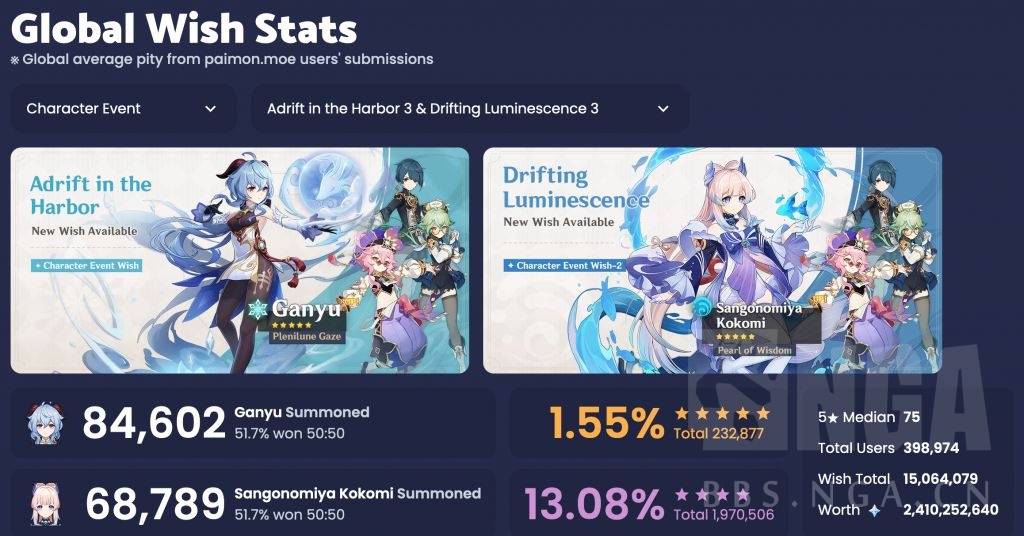 Global Wish Stats
※ Global average pity from paimon.moe users' submissions
Character Event
Adrift in the Harbor 3 & Drifting Luminescence 3
Adrift in the
Harbor
New Wish Available
Character Event Wish
Ganyu
Plenilune Gaze
Drifting
Luminescence
New Wish Available
Character Event Wish-2
Sangonomiya
Kokomi
Pearl of Wisdom
84,602 Ganyu Summoned
51.7% won 50:50
68,789 Sangonomiya Kokomi Summoned
51.7% won 50:50
1.55% ★★★★★
Total 232,877
13.08% ★★★★
Total 1,970,506
5★ Median 75
Total Users 398,974
Wish Total 15,064,079
Worth 2,410,252,640
NGA
BBS.NGA.CN